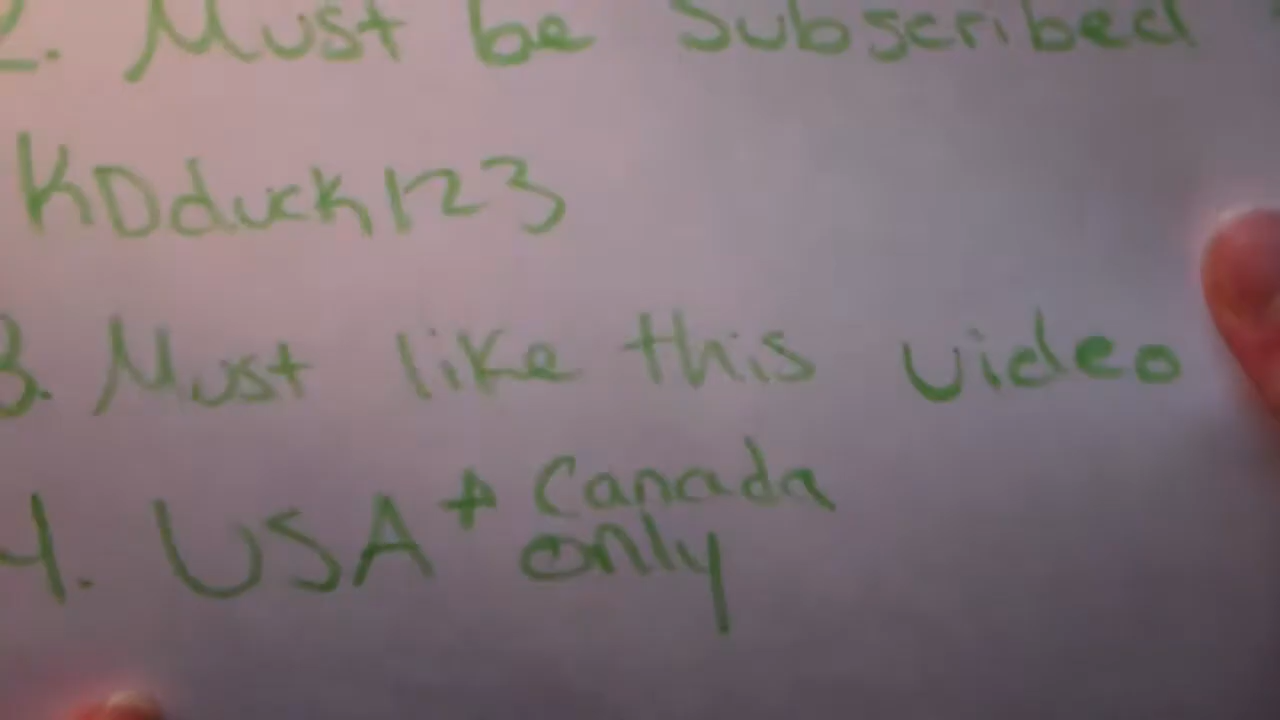 2. Must be Subscribed
KDduck123
3. Must like this video
4. USA + Canada
only